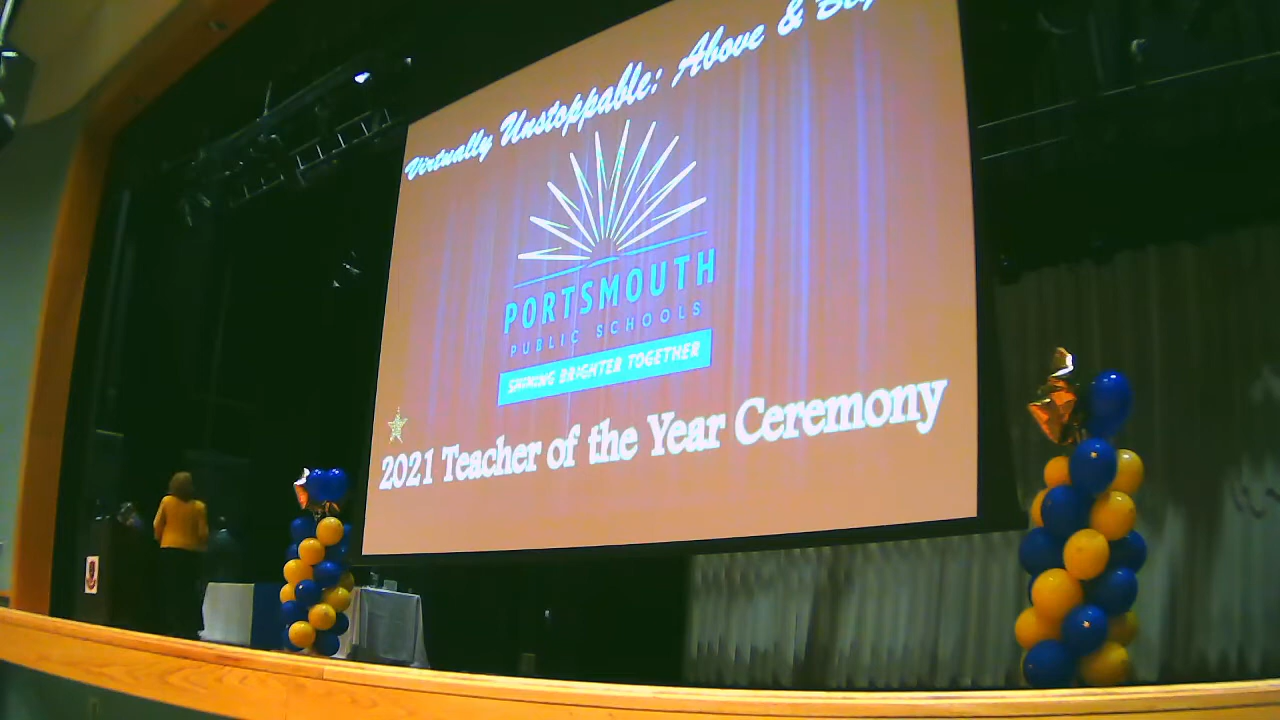 Virtually Unstoppable: Above &
PORTSMOUTH
PUBLIC SCHOOLS
SHINING BRIGHTER TOGETHER
2021 Teacher of the Year Ceremony